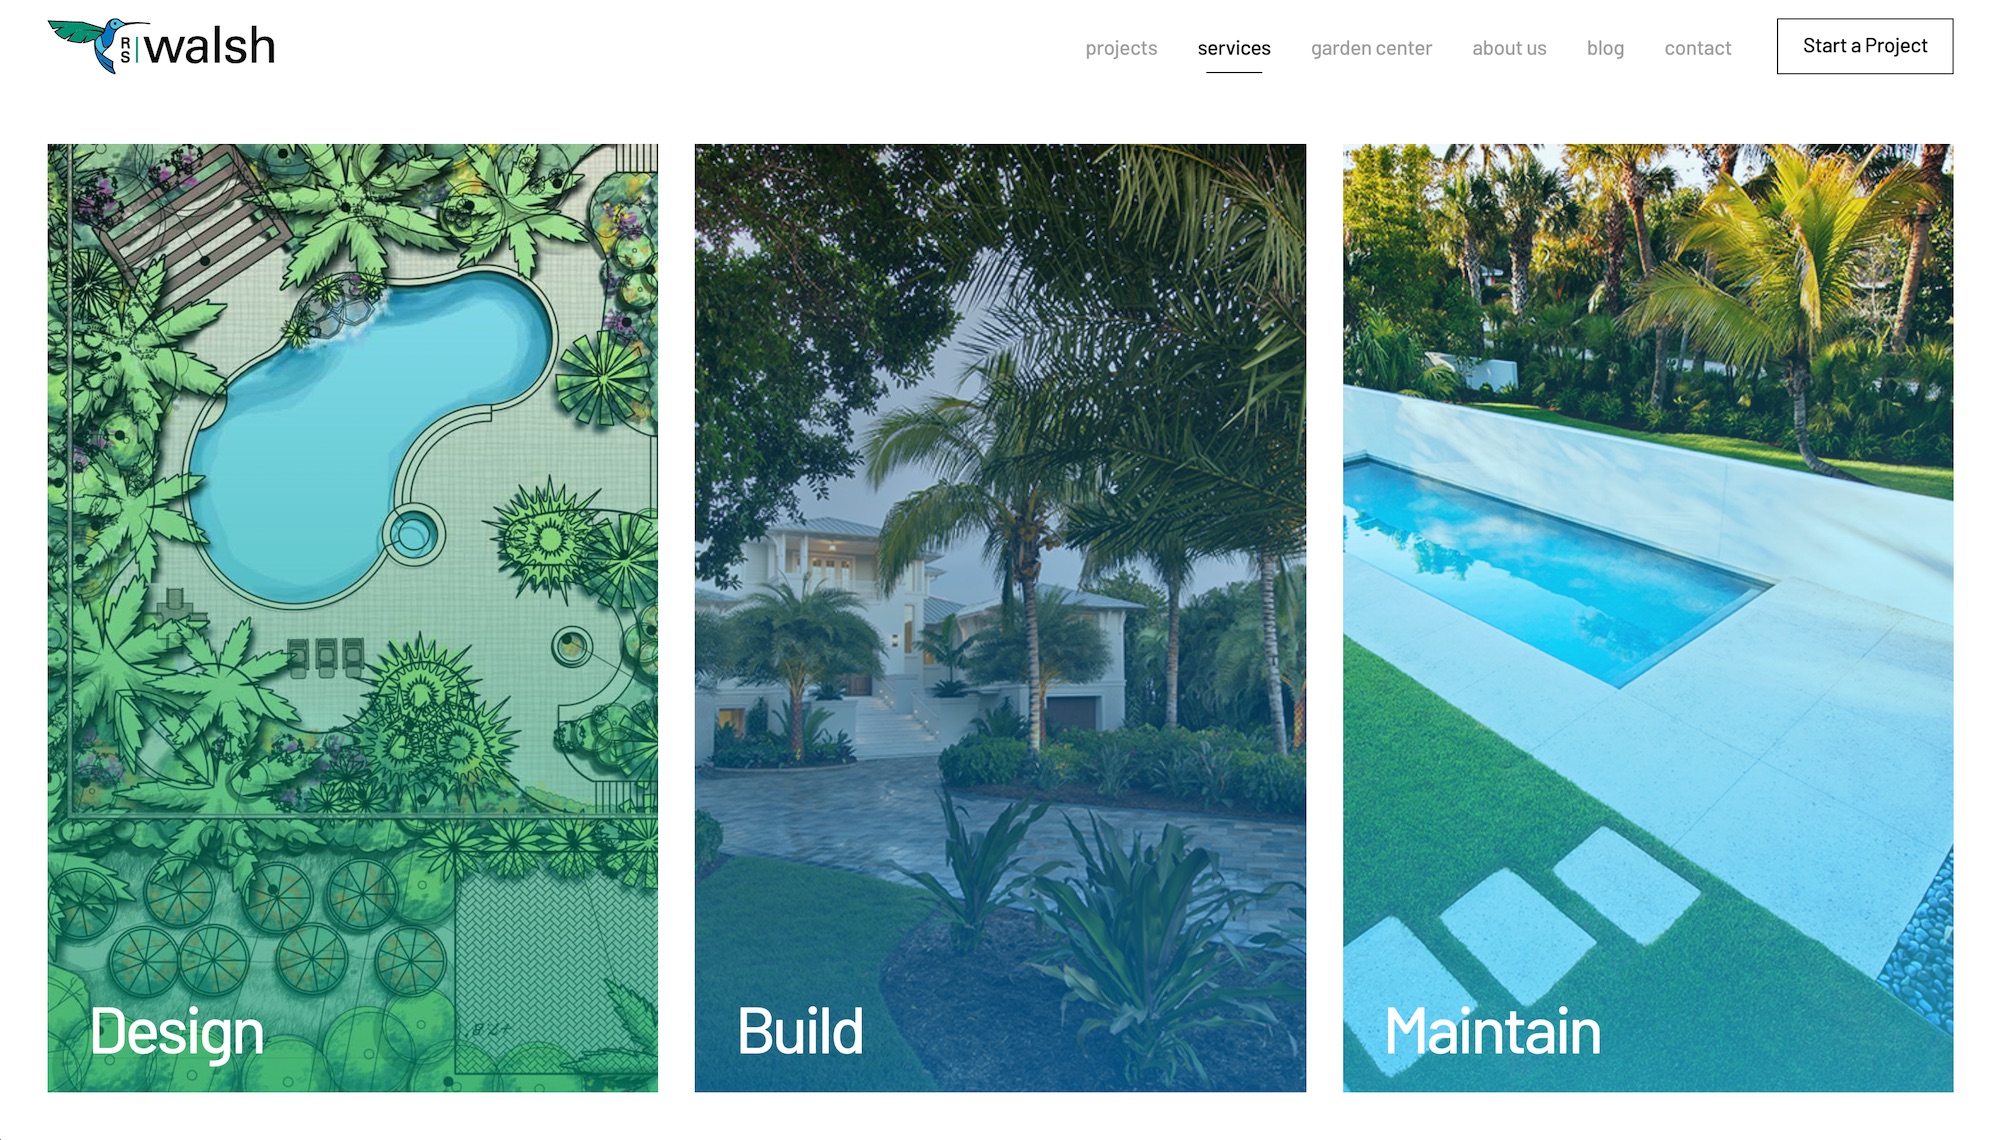 RS walsh
projects services garden center about us blog contact Start a Project
Design Build Maintain